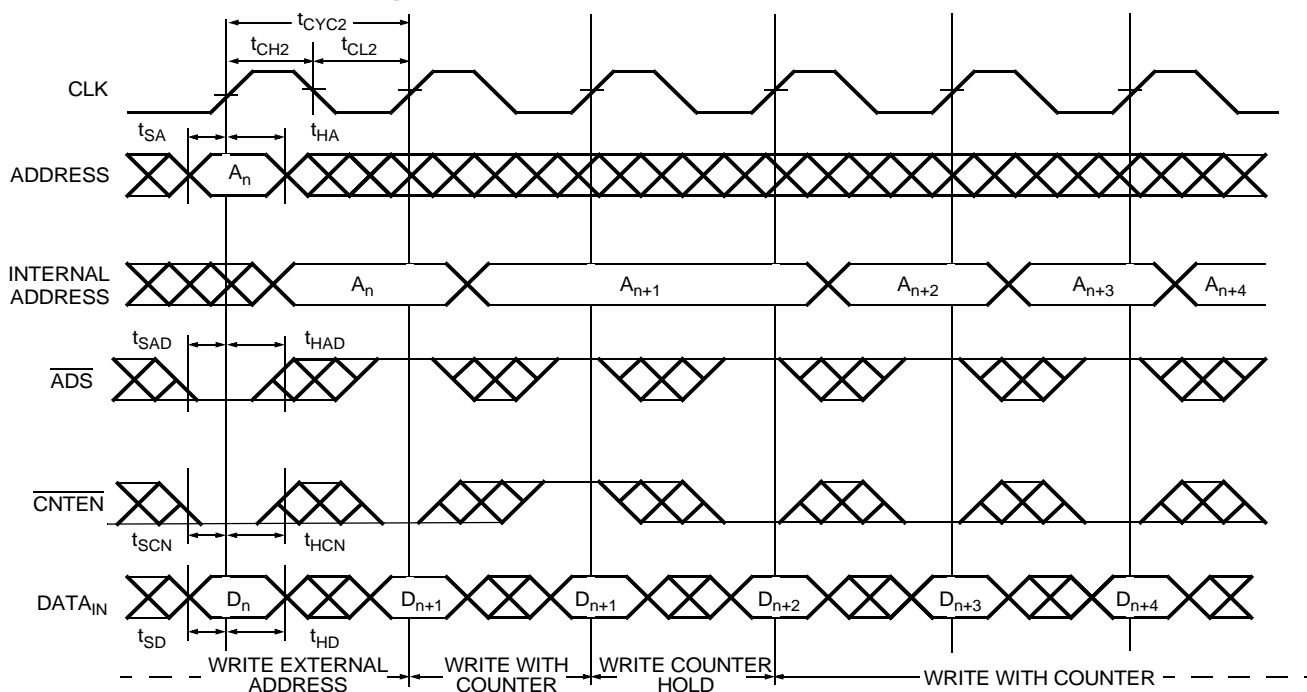 tCYC2
tCH2 tCL2
CLK
tSA tHA
ADDRESS An
INTERNAL ADDRESS An An+1 An+2 An+3 An+4
tSAD tHAD
ADS
CNTEN
tSCN tHCN
DATAIN Dn Dn+1 Dn+1 Dn+2 Dn+3 Dn+4
tSD tHD
WRITE EXTERNAL ADDRESS
WRITE WITH COUNTER
WRITE COUNTER HOLD
WRITE WITH COUNTER